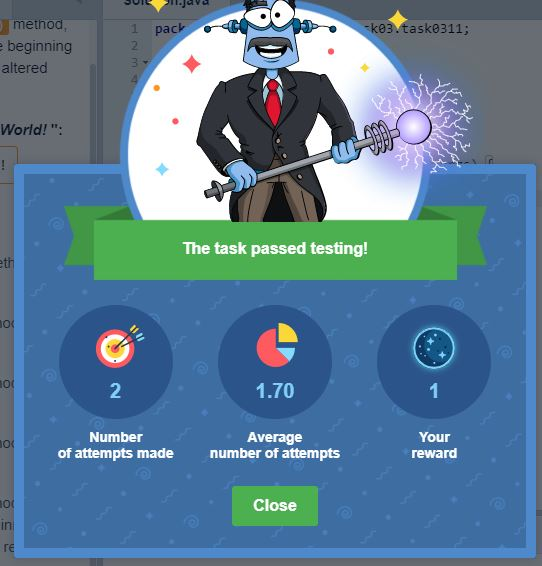 Solution.java
method,
1 pack
sk03.task0311;
beginning
2
altered
3
4
World! ":
!
The task passed testing!
2
1.70
1
Number
of attempts made
Average
number of attempts
Your
reward
Close